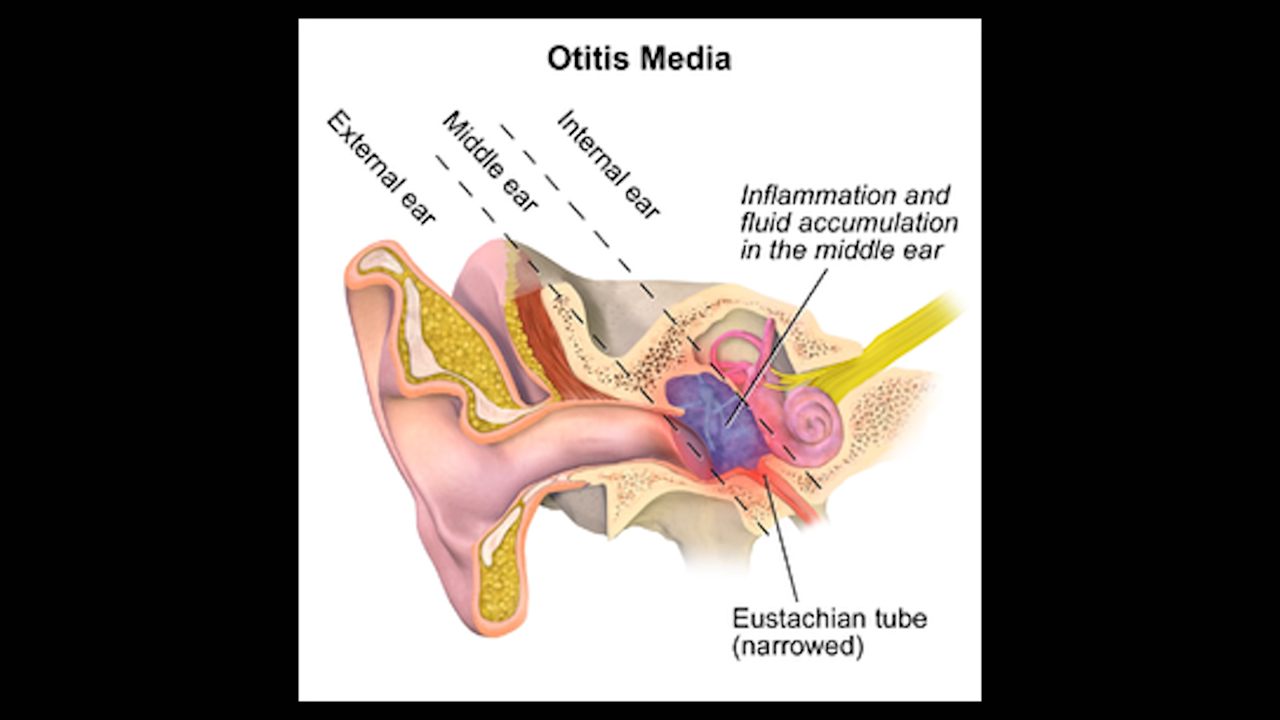 Otitis Media
External ear
Middle ear
Internal ear
Inflammation and
fluid accumulation
in the middle ear
Eustachian tube
(narrowed)